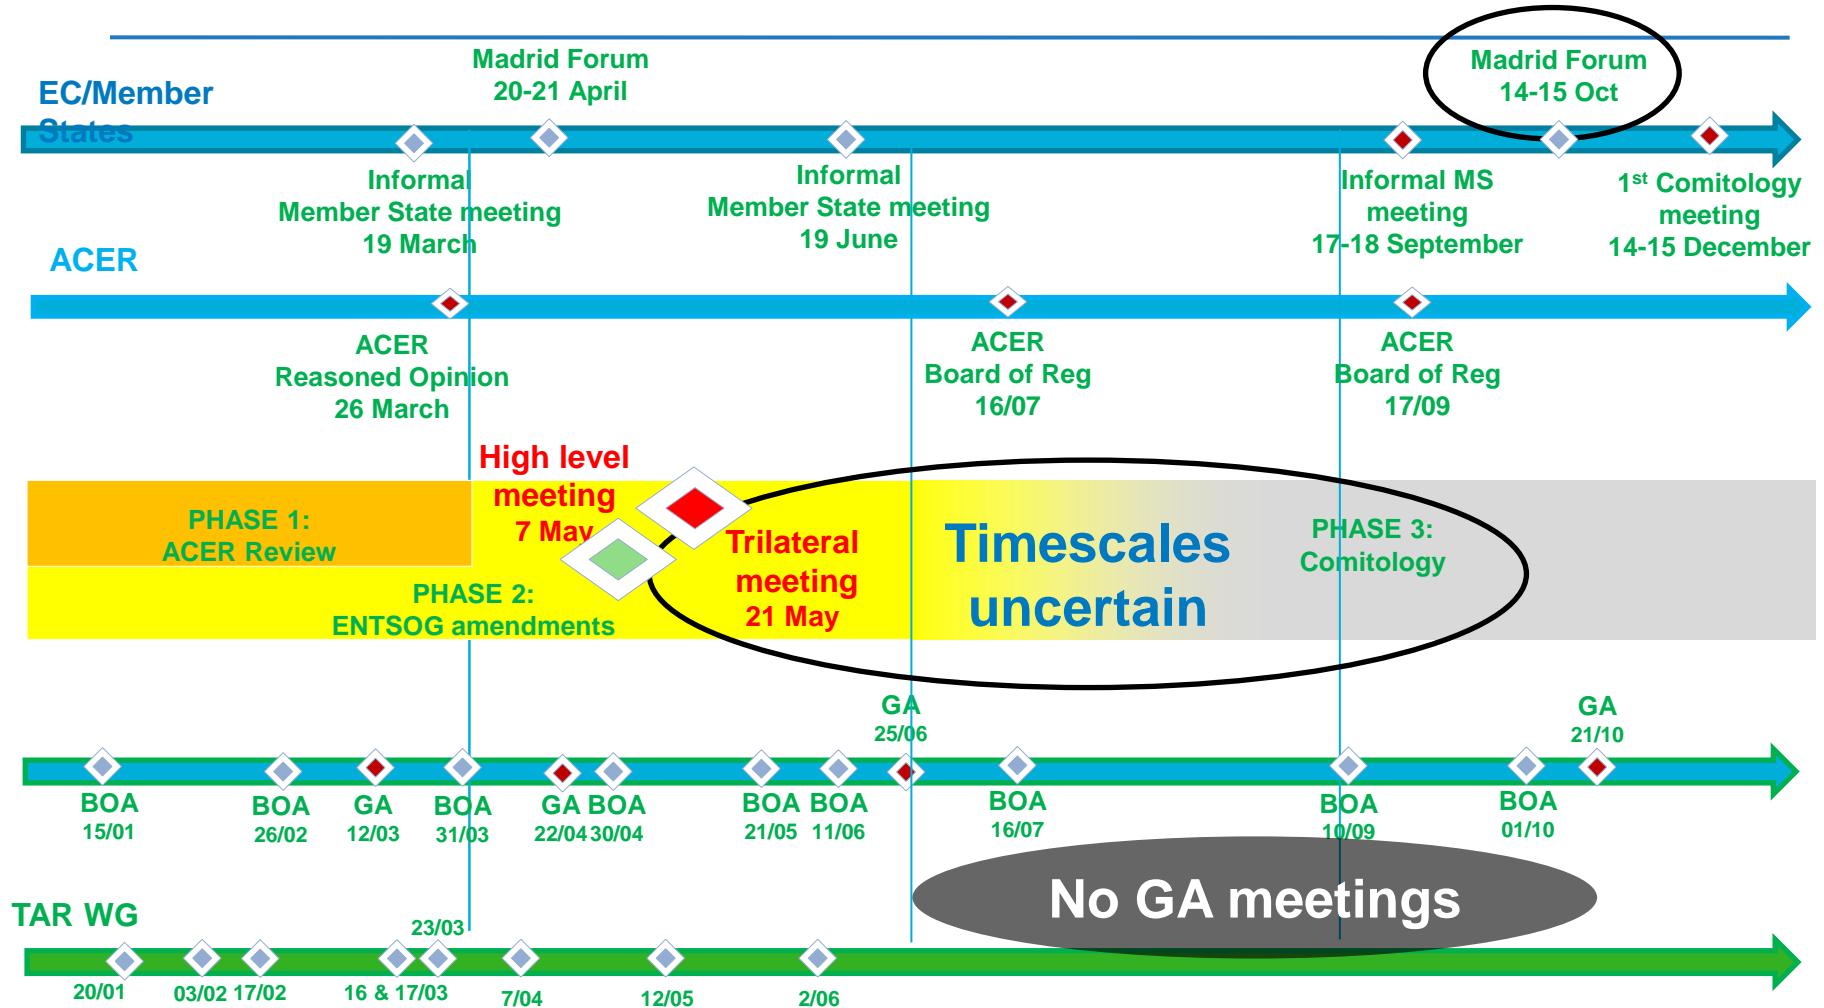 Madrid Forum
20-21 April
Madrid Forum
14-15 Oct
EC/Member
States
Informal
Member State meeting
19 March
Informal
Member State meeting
19 June
Informal MS
meeting
17-18 September
1st Comitology
meeting
14-15 December
ACER
ACER
Reasoned Opinion
26 March
ACER
Board of Reg
16/07
ACER
Board of Reg
17/09
High level
meeting
7 May
PHASE 1:
ACER Review
Trilateral
meeting
21 May
Timescales
uncertain
PHASE 3:
Comitology
PHASE 2:
ENTSOG amendments
GA
25/06
GA
21/10
BOA
15/01
BOA
26/02
GA
12/03
BOA
31/03
GA
22/04
BOA
30/04
BOA
21/05
BOA
11/06
BOA
16/07
BOA
10/09
BOA
01/10
No GA meetings
TAR WG
23/03
20/01
03/02
17/02
16 & 17/03
7/04
12/05
2/06